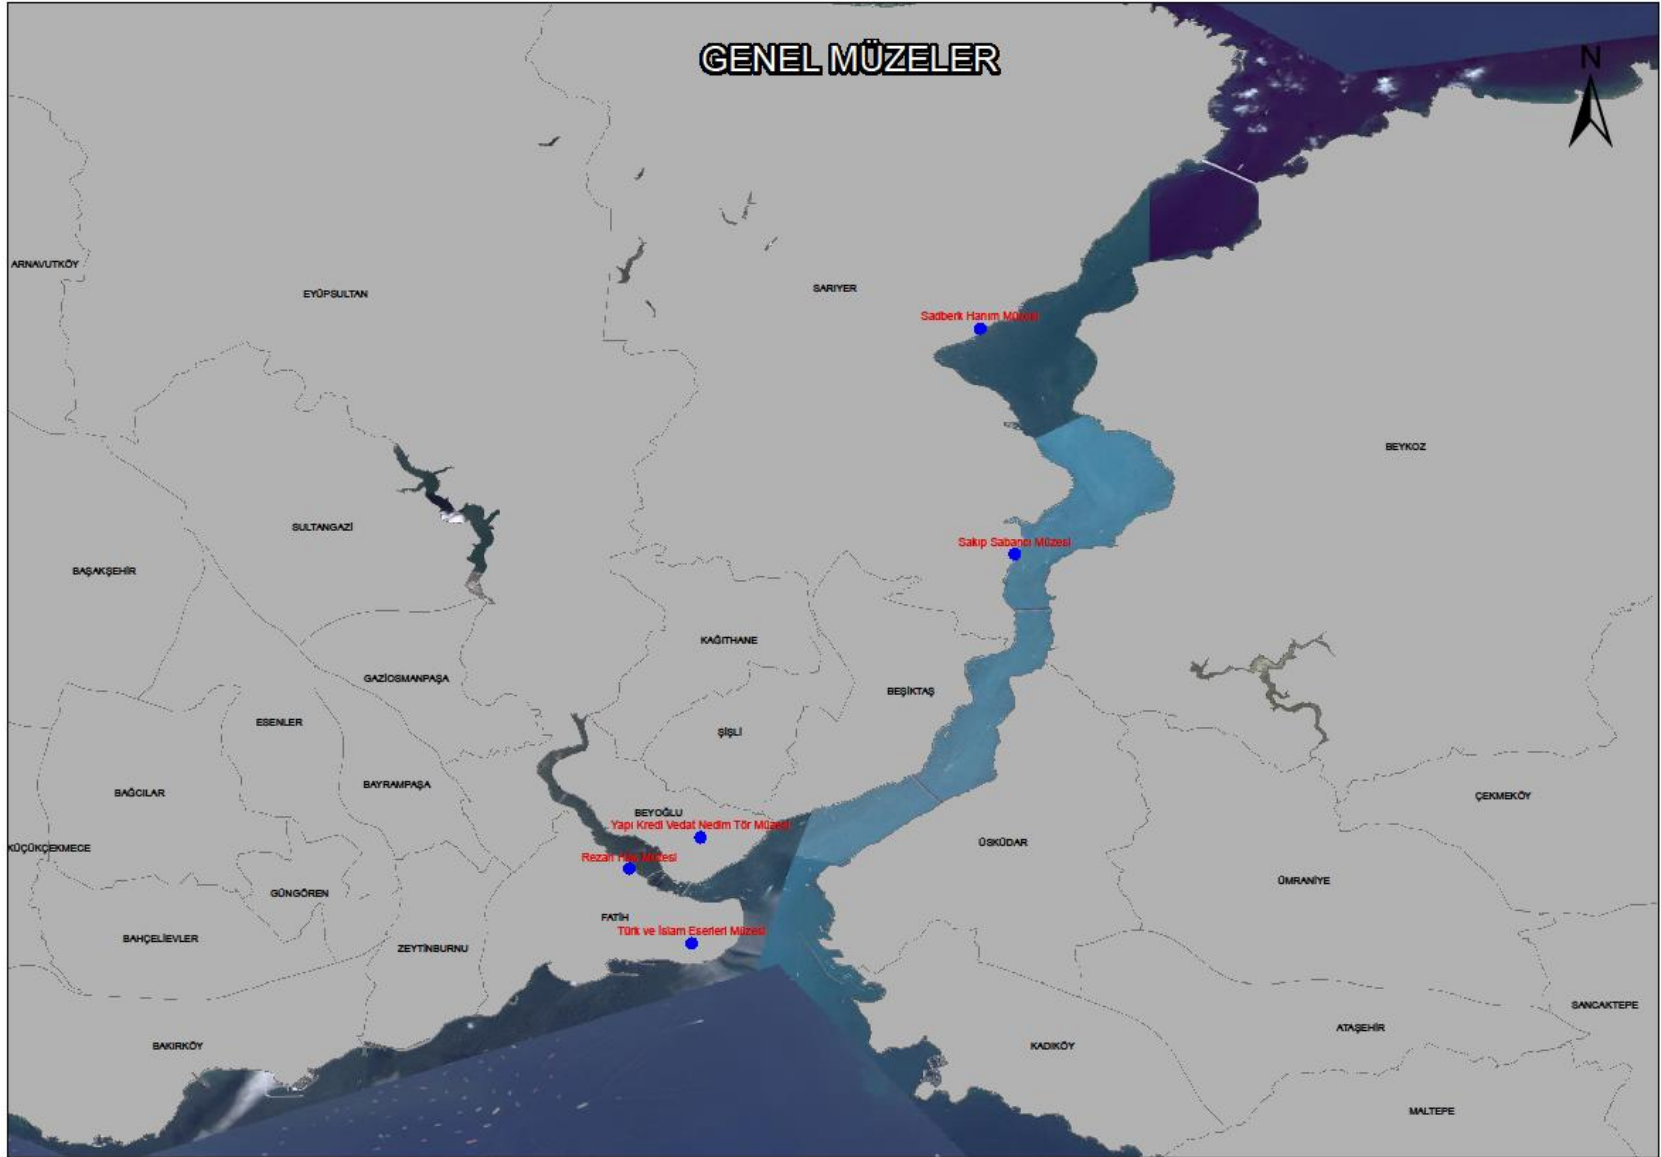 GENEL MÜZELER
N
ARNAVUTKÖY
EYÜPSULTAN
SARIYER
Sadberk Hanım Müzesi
BEYKOZ
SULTANGAZİ
Sakıp Sabancı Müzesi
BAŞAKŞEHİR
KAĞITHANE
GAZİOSMANPAŞA
BEŞİKTAŞ
ESENLER
ŞİŞLİ
BAYRAMPAŞA
BAĞCILAR
ÇEKMEKÖY
BEYOĞLU
Yapı Kredi Vedat Nedim Tör Müzesi
ÜSKÜDAR
KÜÇÜKÇEKMECE
Rezan Has Müzesi
ÜMRANİYE
GÜNGÖREN
FATİH
Türk ve İslam Eserleri Müzesi
BAHÇELİEVLER
ZEYTİNBURNU
SANCAKTEPE
ATAŞEHİR
BAKIRKÖY
KADIKÖY
MALTEPE